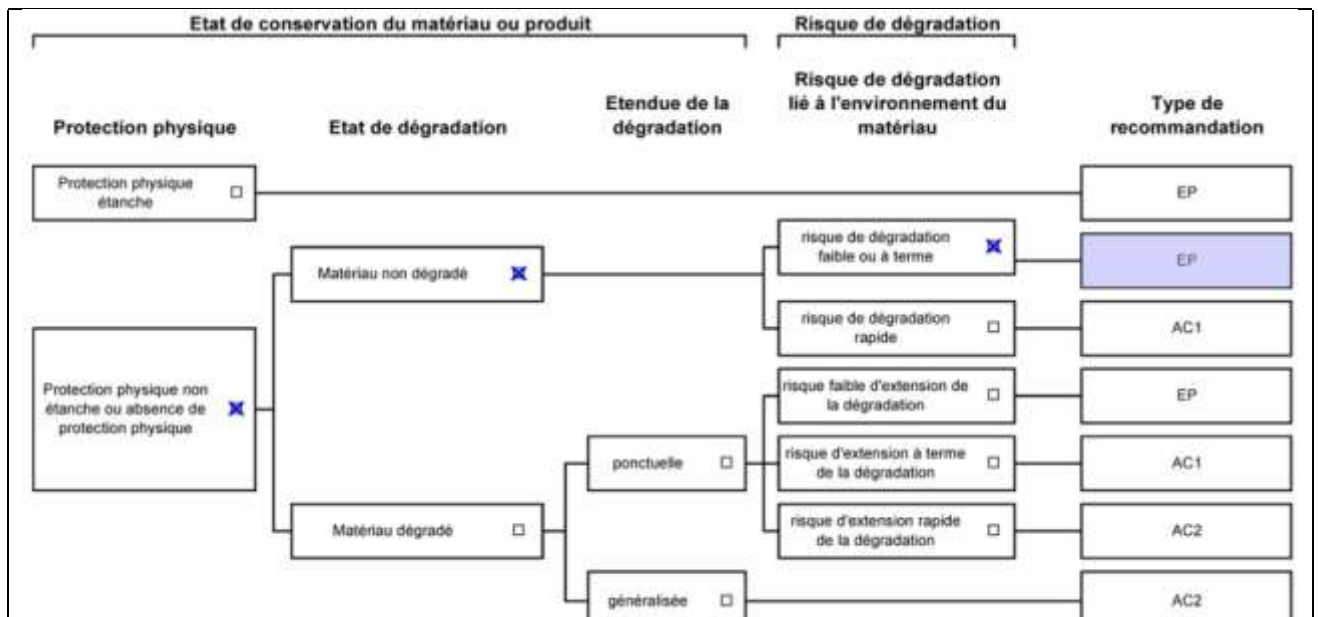 Etat de conservation du matériau ou produit
Risque de dégradation
Protection physique
Etat de dégradation
Etendue de la
dégradation
Risque de dégradation
lié à l'environnement du
matériau
Type de
recommandation
Protection physique
étanche
EP
risque de dégradation
faible ou à terme
EP
Matériau non dégradé
risque de dégradation
rapide
AC1
Protection physique non
étanche ou absence de
protection physique
risque faible d'extension de
la dégradation
EP
ponctuelle
risque d'extension à terme
de la dégradation
AC1
Matériau dégradé
risque d'extension rapide
de la dégradation
AC2
généralisée
AC2